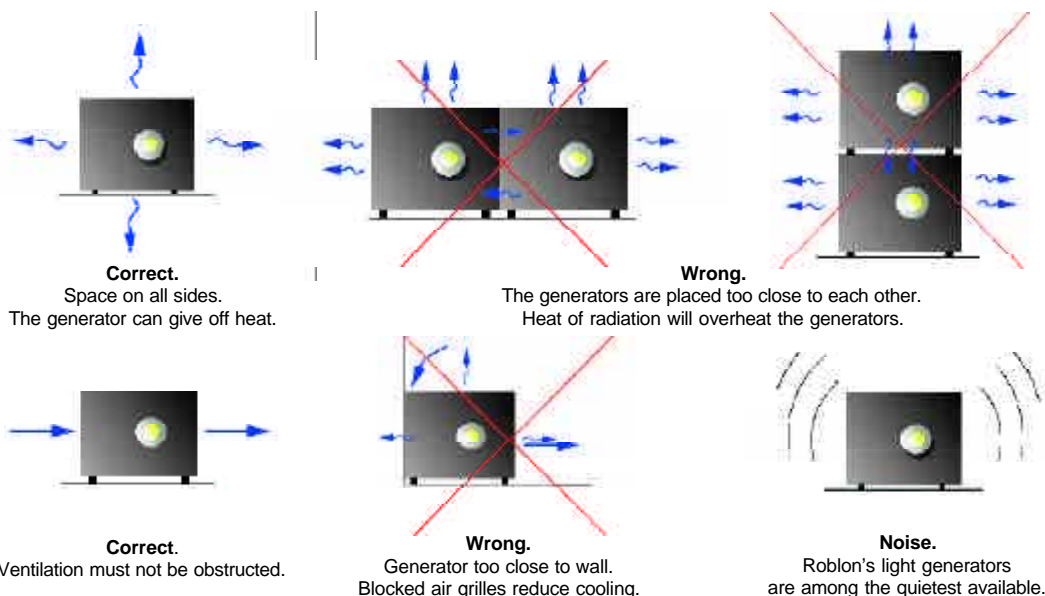 Correct.
Space on all sides.
The generator can give off heat.
Wrong.
The generators are placed too close to each other.
Heat of radiation will overheat the generators.
Correct.
Ventilation must not be obstructed.
Wrong.
Generator too close to wall.
Blocked air grilles reduce cooling.
Noise.
Roblon's light generators
are among the quietest available.